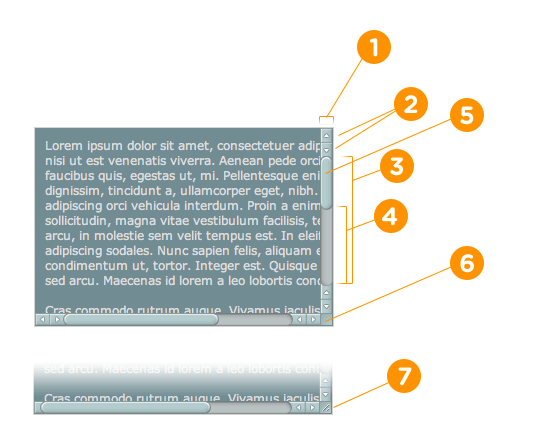 1
2
5
Lorem ipsum dolor sit amet, consectetuer adip
nisi ut est venenatis viverra. Aenean pede orci
3
faucibus quis, egestas ut, mi. Pellentesque eni
dignissim, tincidunt a, ullamcorper eget, nibh.
adipiscing orci vehicula interdum. Proin a enim
4
sollicitudin, magna vitae vestibulum facilisis, te
arcu, in molestie sem velit tempus est. In eleit
adipiscing sodales. Nunc sapien felis, aliquam e
condimentum ut, tortor. Integer est. Quisque
6
sed arcu. Maecenas id lorem a leo lobortis conc
Cras commodo rutrum augue. Vivamus iaculis
sed arcu. Maecenas id lorem a leo lobortis conc
7
Cras commodo rutrum augue. Vivamus iaculis